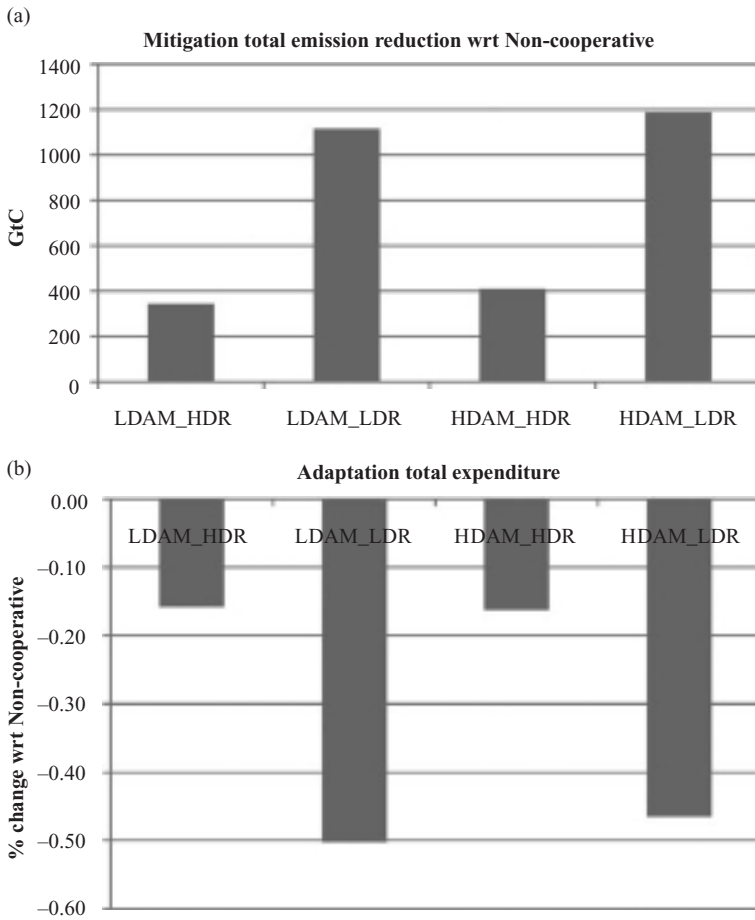 (a)
Mitigation total emission reduction wrt Non-cooperative
1400
1200
1000
800
600
400
200
0
GtC
LDAM_HDR LDAM_LDR HDAM_HDR HDAM_LDR
(b)
Adaptation total expenditure
0.00
–0.10
–0.20
–0.30
–0.40
–0.50
–0.60
% change wrt Non-cooperative
LDAM_HDR LDAM_LDR HDAM_HDR HDAM_LDR